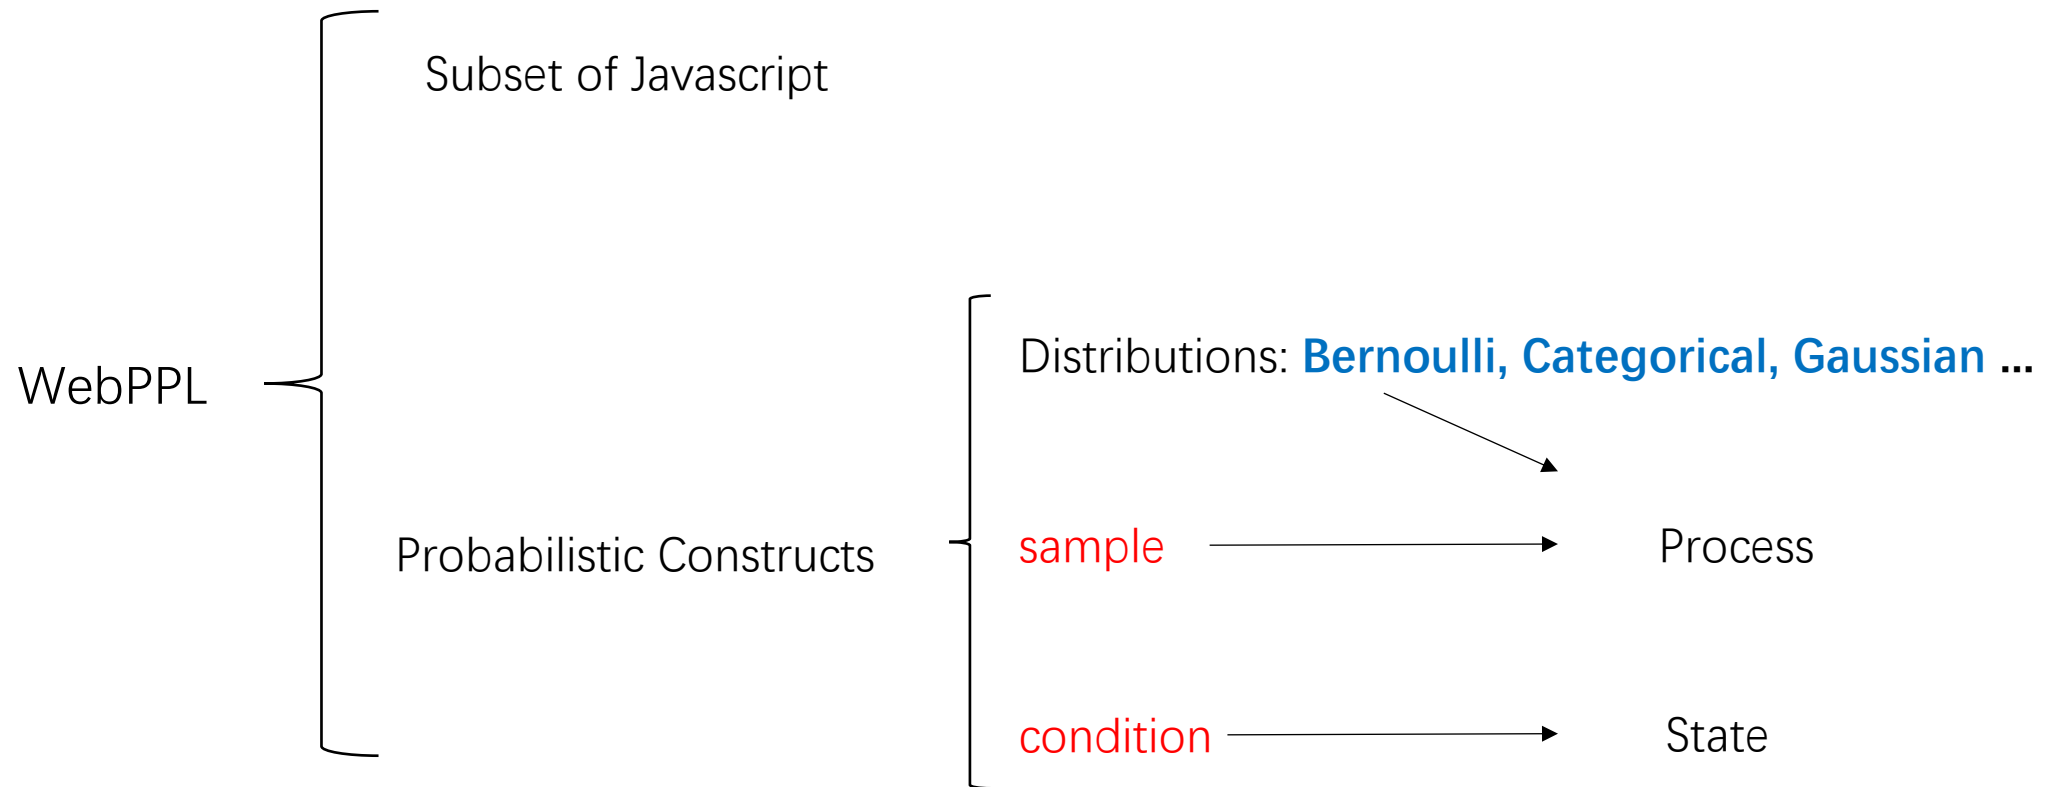 Subset of Javascript
WebPPL
Distributions: Bernoulli, Categorical, Gaussian ...
Probabilistic Constructs
sample
Process
condition
State